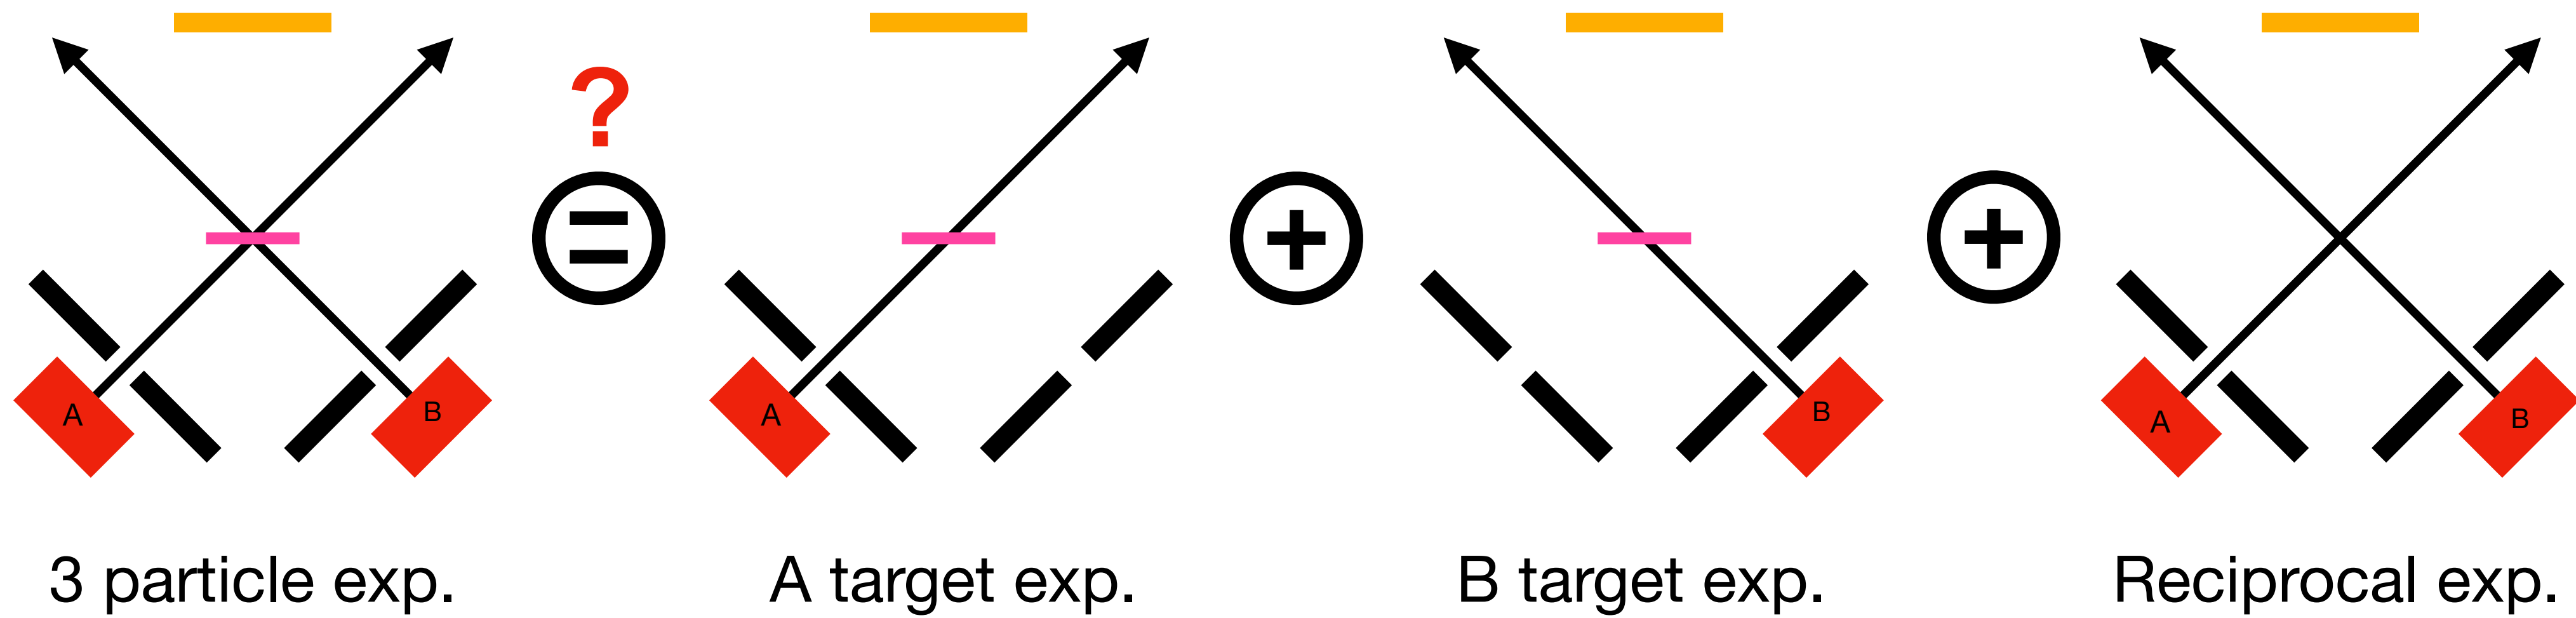 ?
=
+
+
A
B
A
B
A
B
3 particle exp.
A target exp.
B target exp.
Reciprocal exp.